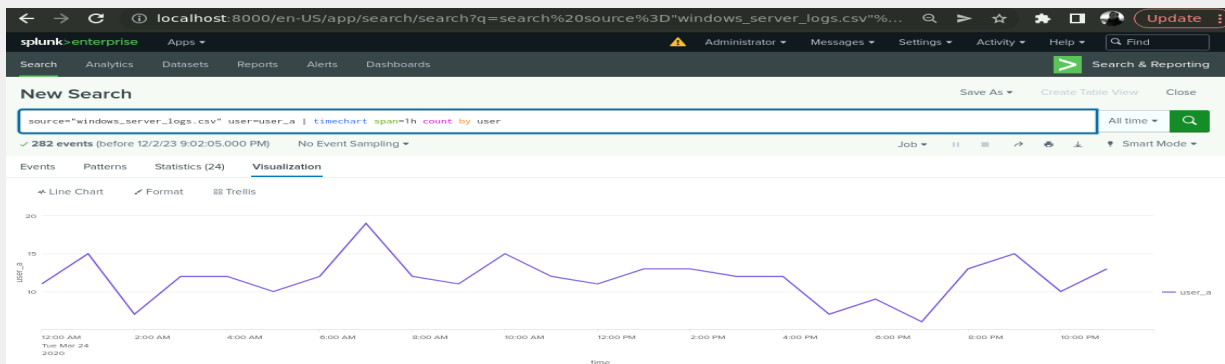 localhost:8000/en-US/app/search/search?q=search%20source%3D"windows_server_logs.csv"%... Update
splunk>enterprise Apps Administrator Messages Settings Activity Help Find
Search Analytics Datasets Reports Alerts Dashboards Search & Reporting
New Search Save As Create Table View Close
source="windows_server_logs.csv" user=user_a | timechart span=1h count by user All time
282 events (before 12/2/23 9:02:05.000 PM) No Event Sampling Job Smart Mode
Events Patterns Statistics (24) Visualization
Line Chart Format Trellis
20
15
10
user_a
user_a
12:00 AM 2:00 AM 4:00 AM 6:00 AM 8:00 AM 10:00 AM 12:00 PM 2:00 PM 4:00 PM 6:00 PM 8:00 PM 10:00 PM
Tue Mar 24
2020
time